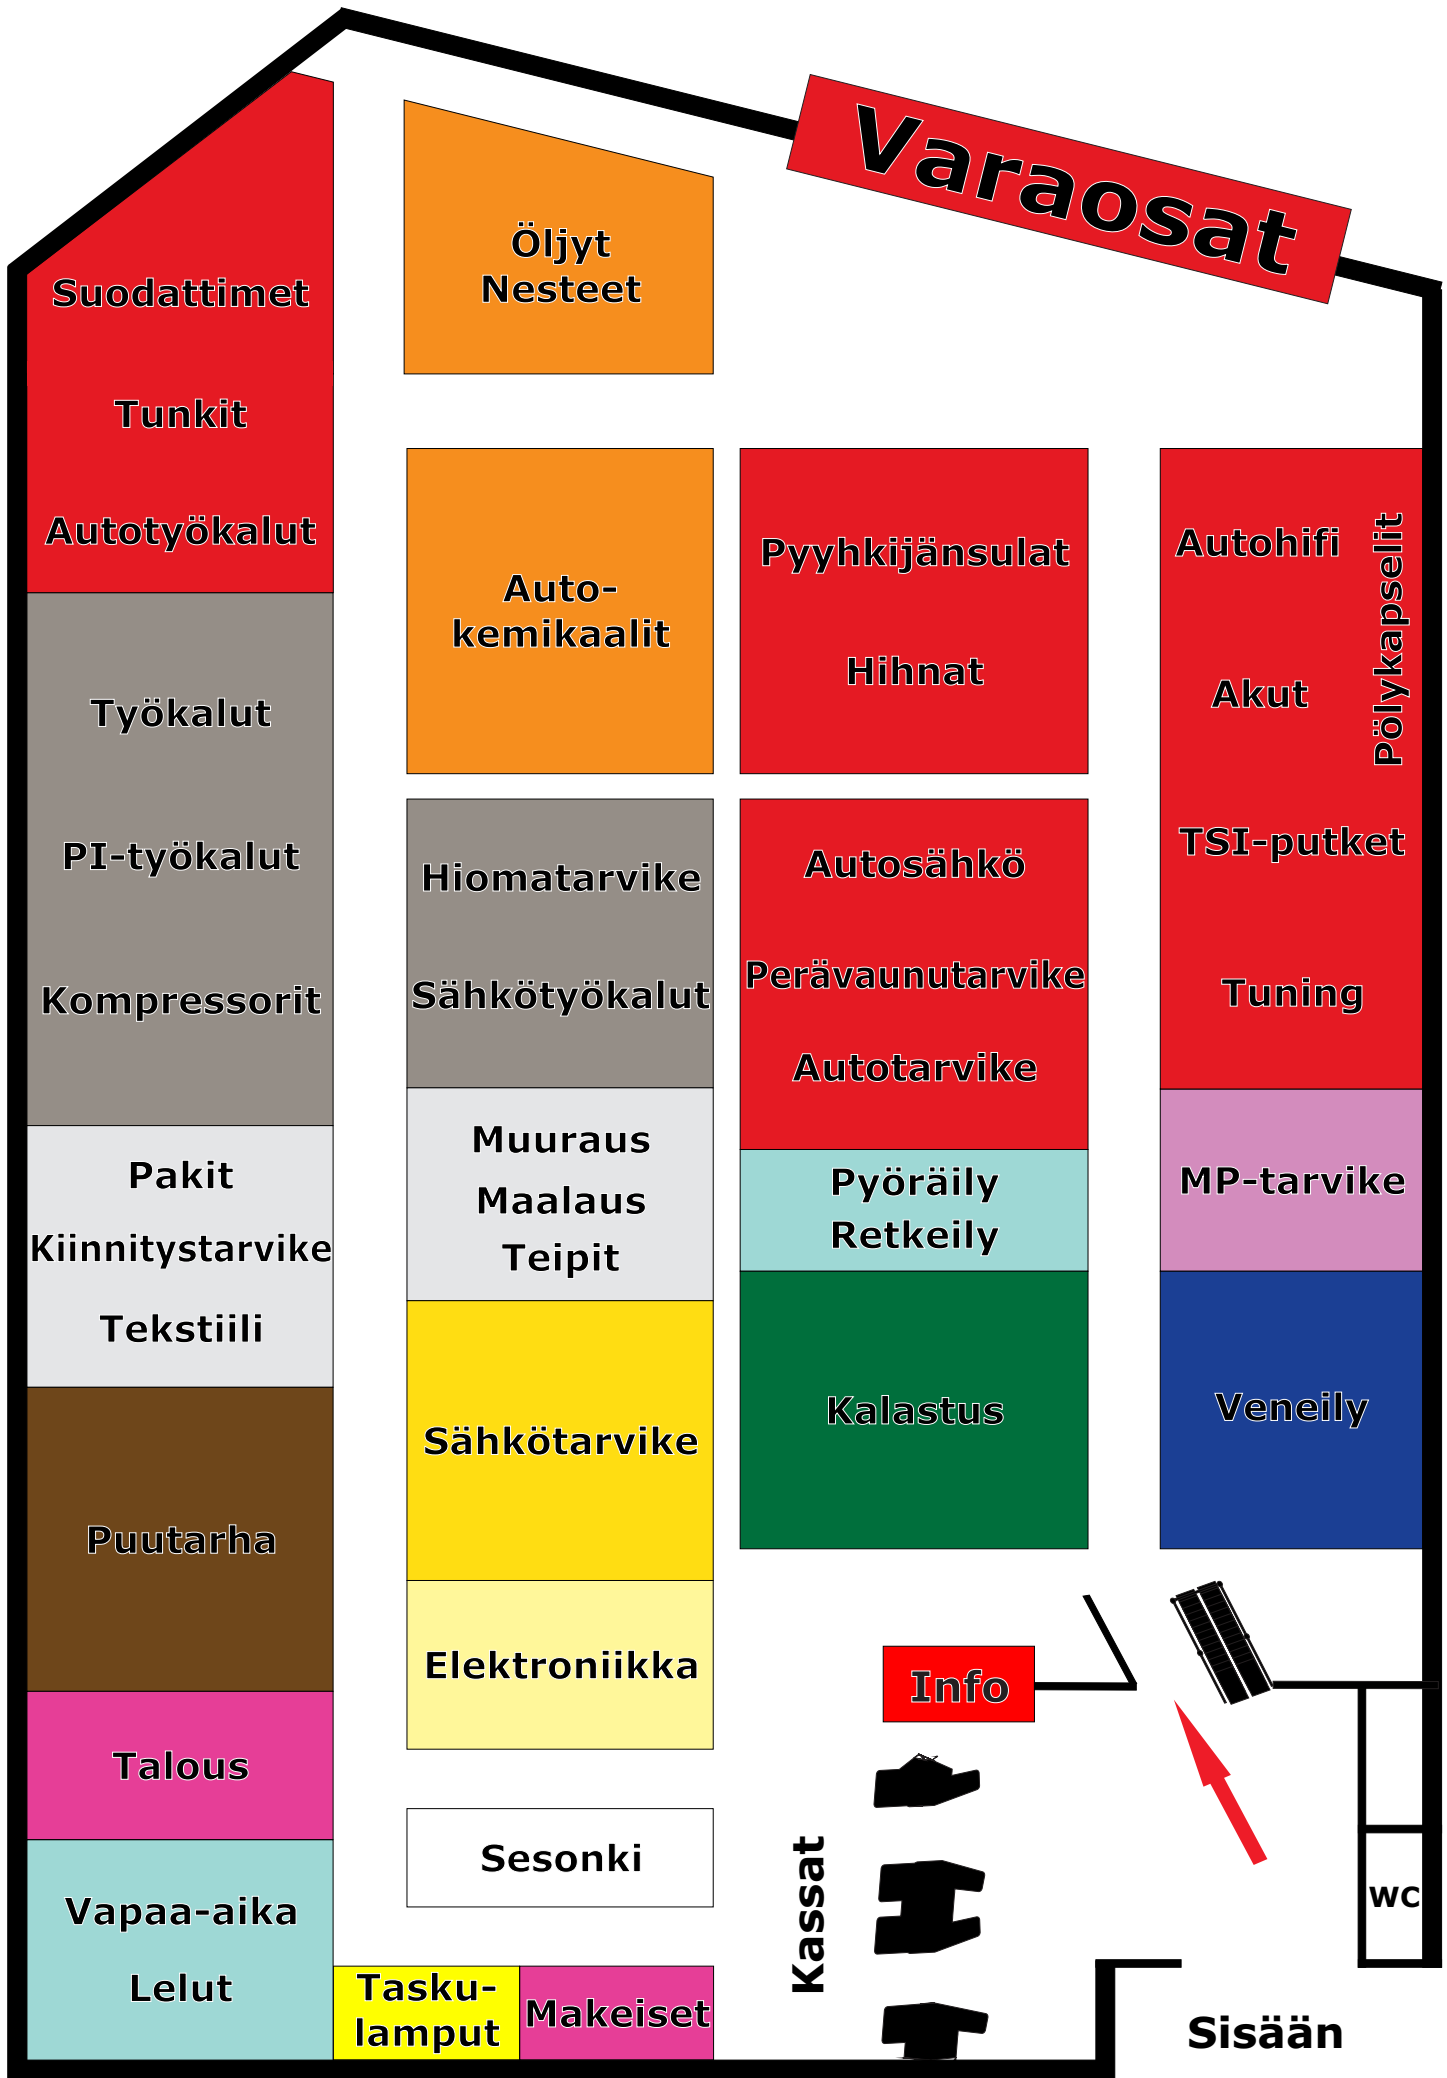 Varaosat
Suodattimet
Tunkit
Autotyökalut
Työkalut
PI-työkalut
Kompressorit
Pakit
Kiinnitystarvike
Tekstiili
Puutarha
Talous
Vapaa-aika
Lelut
Öljyt
Nesteet
Auto-
kemikaalit
Hiomatarvike
Sähkötyökalut
Muuraus
Maalaus
Teipit
Sähkötarvike
Elektroniikka
Sesonki
Tasku-
lamput
Makeiset
Pyyhkijänsulat
Hihnat
Autosähkö
Perävaunutarvike
Autotarvike
Pyöräily
Retkeily
Kalastus
Autohifi
Pölykapselit
Akut
TSI-putket
Tuning
MP-tarvike
Veneily
Info
Kassat
WC
Sisään